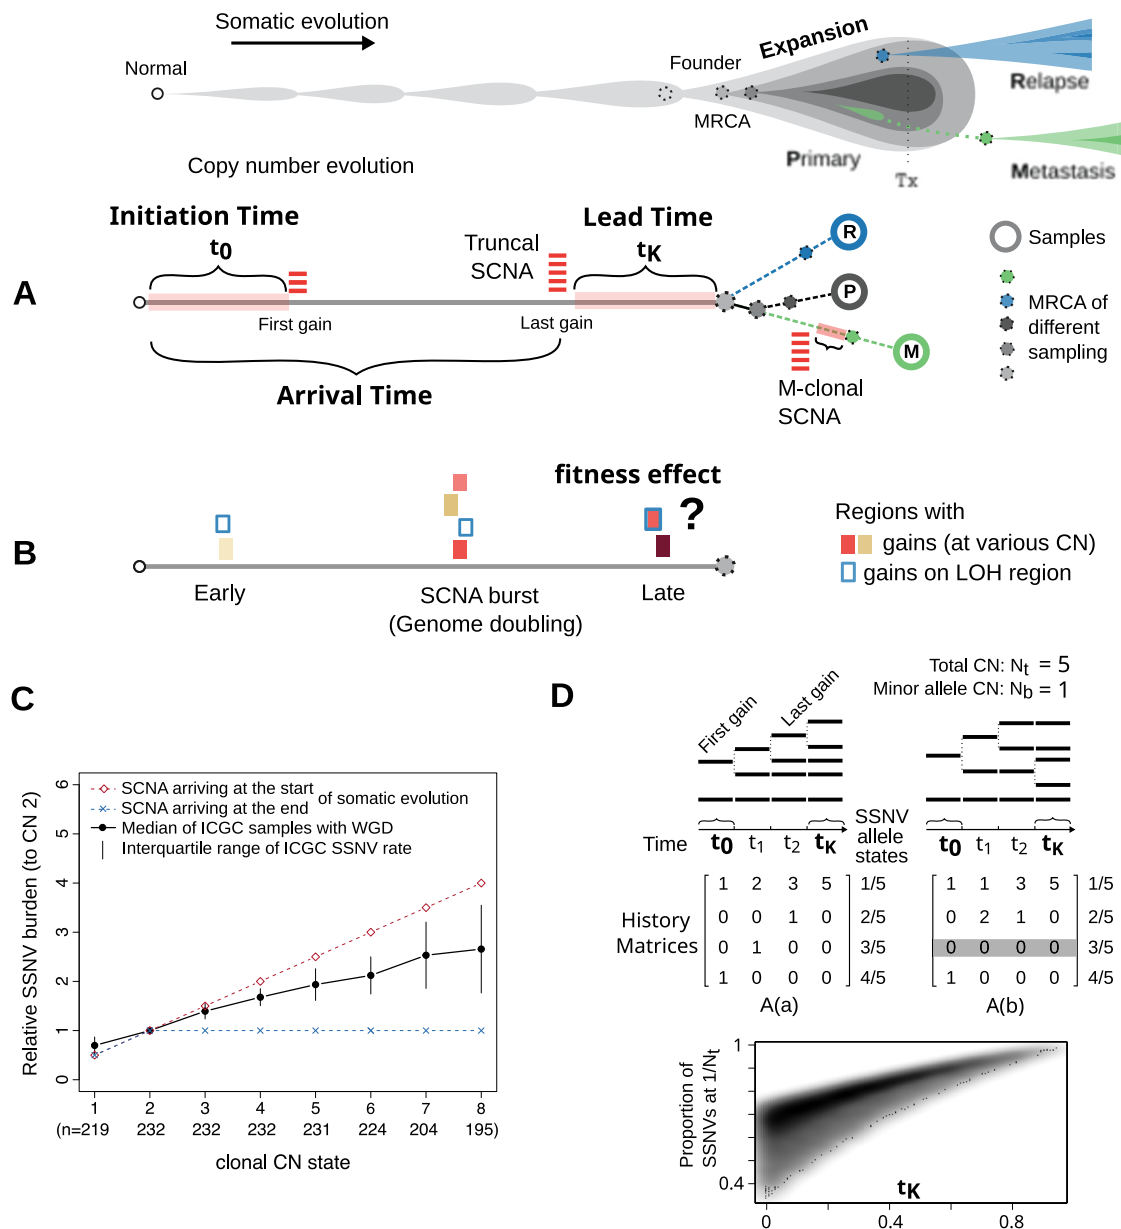 Somatic evolution
Normal
Founder
Expansion
MRCA
Relapse
Primary
Metastasis
Tx
Copy number evolution
A
Initiation Time
t0
First gain
Truncal
SCNA
Last gain
Lead Time
tK
Arrival Time
R
P
M
M-clonal
SCNA
Samples
MRCA of
different
sampling
B
fitness effect
?
Early
SCNA burst
(Genome doubling)
Late
Regions with
gains (at various CN)
gains on LOH region
C
Relative SSNV burden (to CN 2)
6
5
4
3
2
1
0
SCNA arriving at the start
SCNA arriving at the end
of somatic evolution
Median of ICGC samples with WGD
Interquartile range of ICGC SSNV rate
1 2 3 4 5 6 7 8
(n=219 232 232 232 231 224 204 195)
clonal CN state
D
Total CN: Nt = 5
Minor allele CN: Nb = 1
First gain
Last gain
Time
t0 t1 t2 tK
SSNV
allele
states
t0 t1 t2 tK
History
Matrices
1 2 3 5 1/5
0 0 1 0 2/5
0 1 0 0 3/5
1 0 0 0 4/5
A(a)
1 1 3 5 1/5
0 2 1 0 2/5
0 0 0 0 3/5
1 0 0 0 4/5
A(b)
Proportion of
SSNVs at 1/Nt
1
0.4
tK
0 0.4 0.8